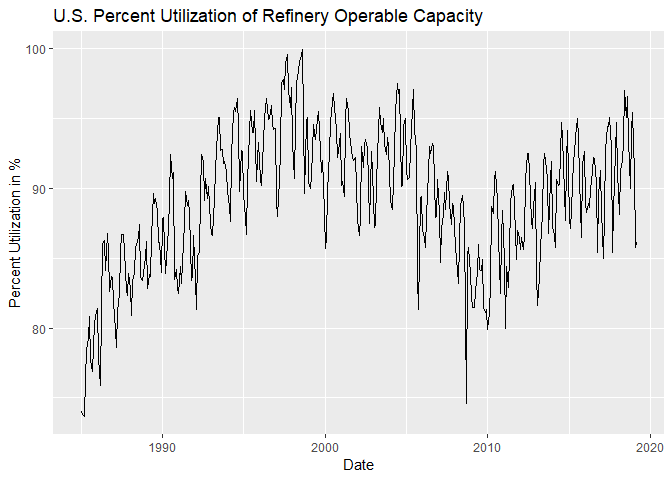 U.S. Percent Utilization of Refinery Operable Capacity
100
90
80
Percent Utilization in %
1990 2000 2010 2020
Date